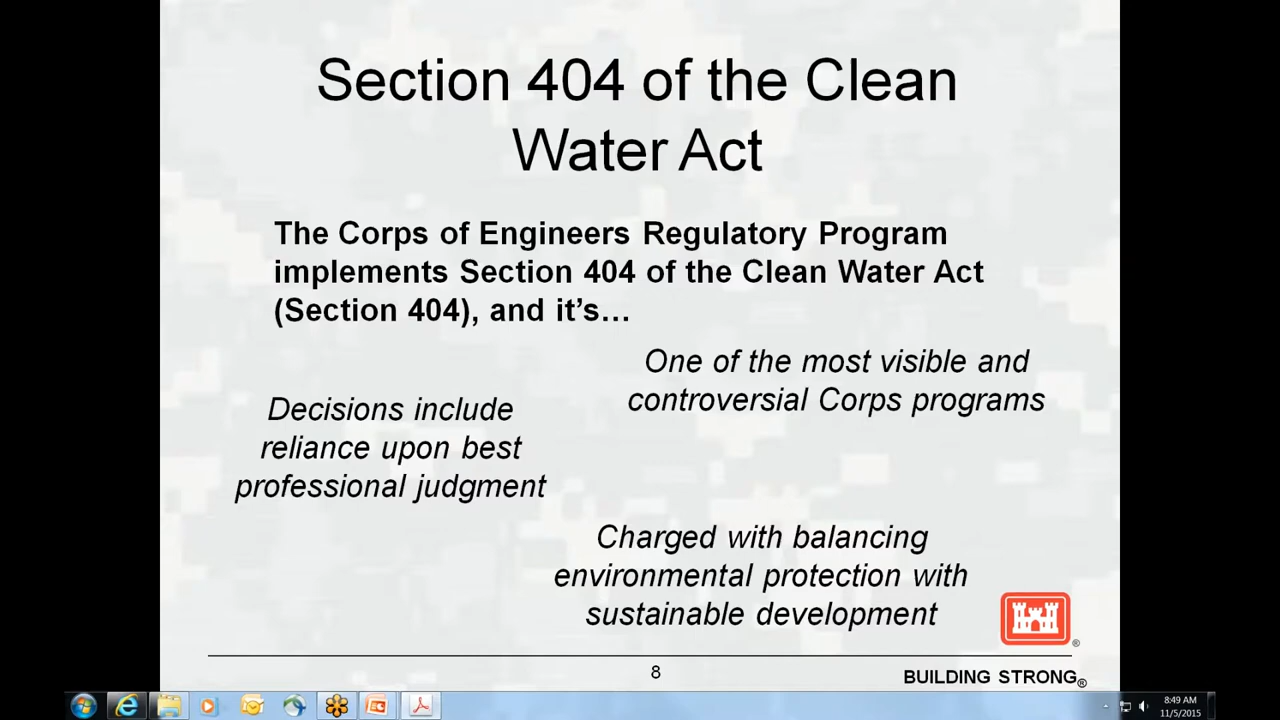 Section 404 of the Clean
Water Act
The Corps of Engineers Regulatory Program
implements Section 404 of the Clean Water Act
(Section 404), and it’s…
One of the most visible and
controversial Corps programs
Decisions include
reliance upon best
professional judgment
Charged with balancing
environmental protection with
sustainable development
®
8
BUILDING STRONG®
8:49 AM
11/5/2015